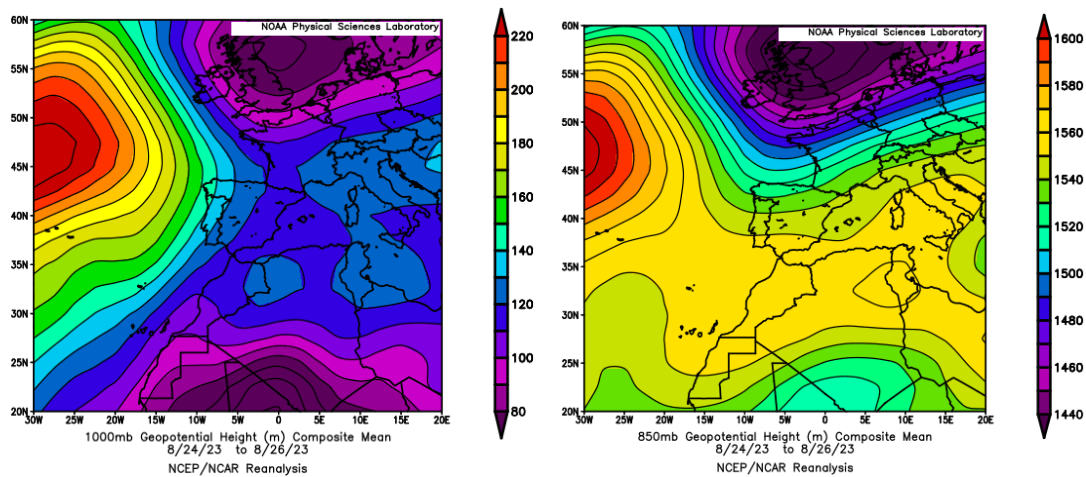 NOAA Physical Sciences Laboratory
60N
55N
50N
45N
40N
35N
30N
25N
20N
30W 25W 20W 15W 10W 5W 0 5E 10E 15E 20E
220
200
180
160
140
120
100
80
1000mb Geopotential Height (m) Composite Mean
8/24/23 to 8/26/23
NCEP/NCAR Reanalysis
NOAA Physical Sciences Laboratory
60N
55N
50N
45N
40N
35N
30N
25N
20N
30W 25W 20W 15W 10W 5W 0 5E 10E 15E 20E
1600
1580
1560
1540
1520
1500
1480
1460
1440
850mb Geopotential Height (m) Composite Mean
8/24/23 to 8/26/23
NCEP/NCAR Reanalysis